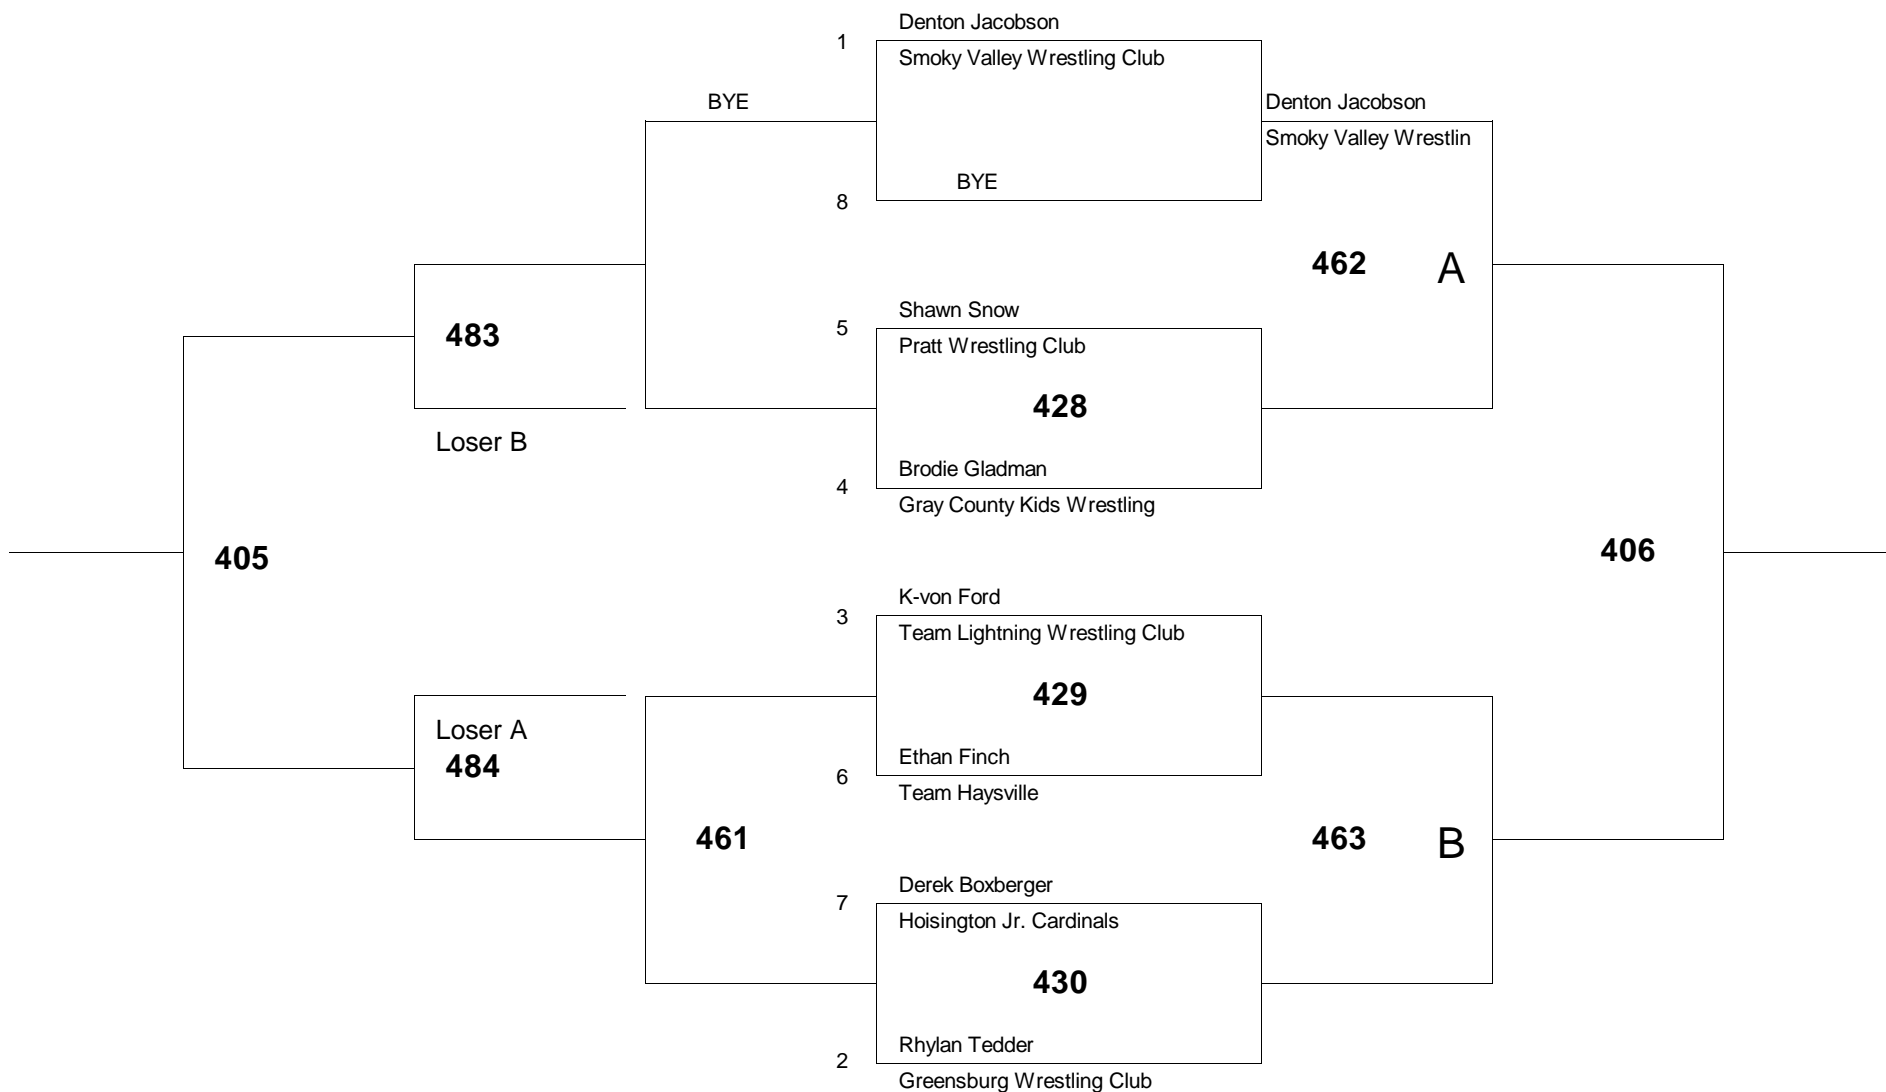 Denton Jacobson
1
Smoky Valley Wrestling Club
BYE
Denton Jacobson
Smoky Valley Wrestlin
BYE
8
462
A
Shawn Snow
5
483
Pratt Wrestling Club
428
Loser B
Brodie Gladman
4
Gray County Kids Wrestling
405
406
K-von Ford
3
Team Lightning Wrestling Club
429
Loser A
Ethan Finch
484
6
Team Haysville
461
463
B
Derek Boxberger
7
Hoisington Jr. Cardinals
430
Rhylan Tedder
2
Greensburg Wrestling Club